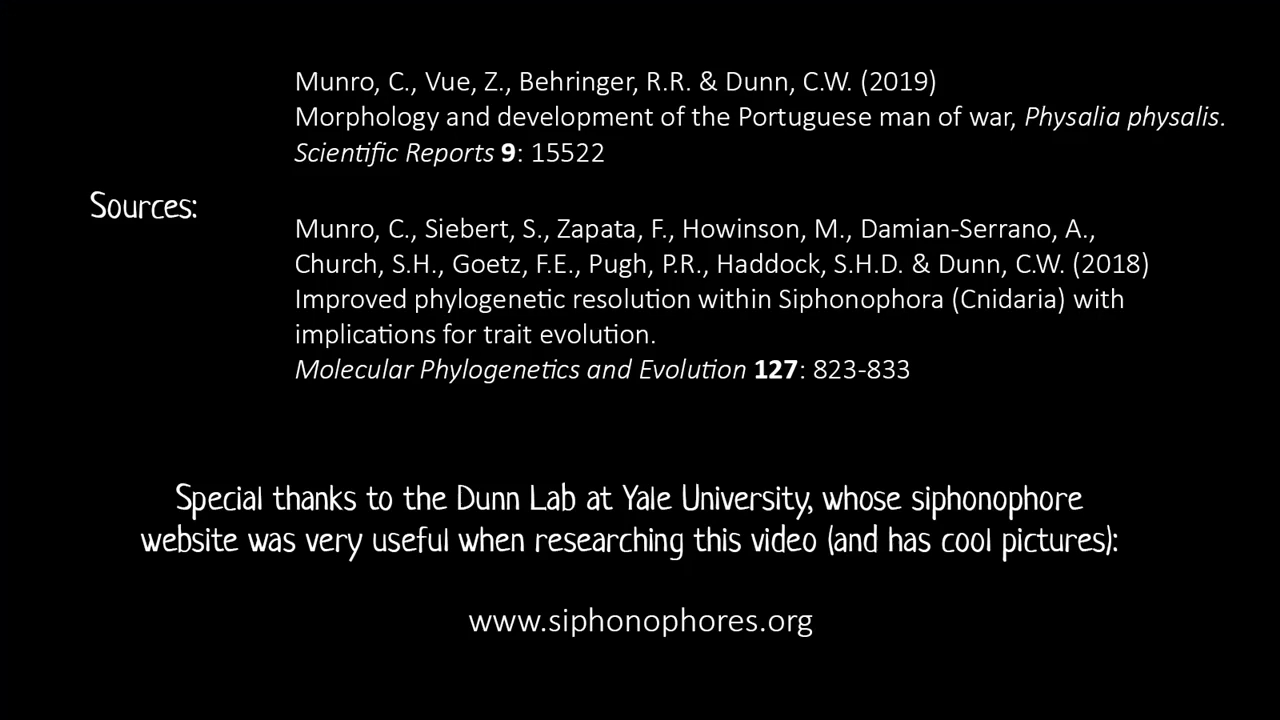 Munro, C., Vue, Z., Behringer, R.R. & Dunn, C.W. (2019)
Morphology and development of the Portuguese man of war, Physalia physalis.
Scientific Reports 9: 15522
Sources:
Munro, C., Siebert, S., Zapata, F., Howinson, M., Damian-Serrano, A.,
Church, S.H., Goetz, F.E., Pugh, P.R., Haddock, S.H.D. & Dunn, C.W. (2018)
Improved phylogenetic resolution within Siphonophora (Cnidaria) with
implications for trait evolution.
Molecular Phylogenetics and Evolution 127: 823-833
Special thanks to the Dunn Lab at Yale University, whose siphonophore
website was very useful when researching this video (and has cool pictures):
www.siphonophores.org